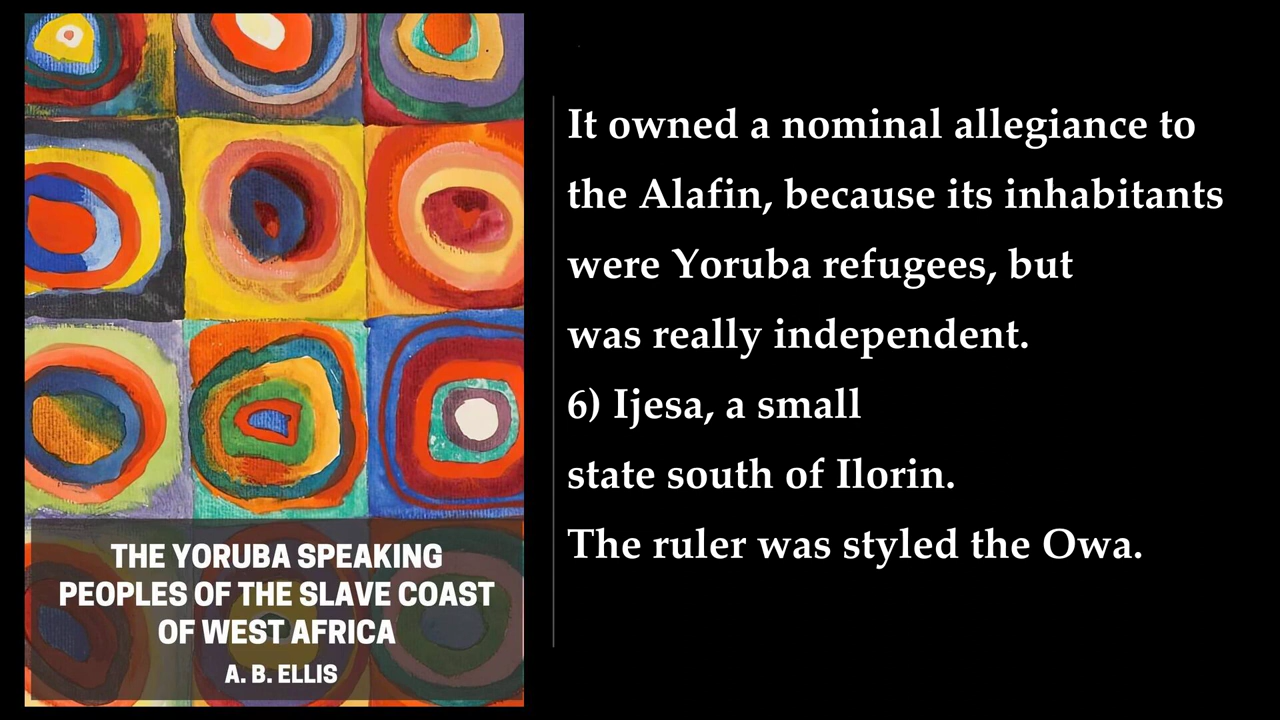 THE YORUBA SPEAKING
PEOPLES OF THE SLAVE COAST
OF WEST AFRICA
A. B. ELLIS
It owned a nominal allegiance to
the Alafin, because its inhabitants
were Yoruba refugees, but
was really independent.
6) Ijesa, a small
state south of Ilorin.
The ruler was styled the Owa.